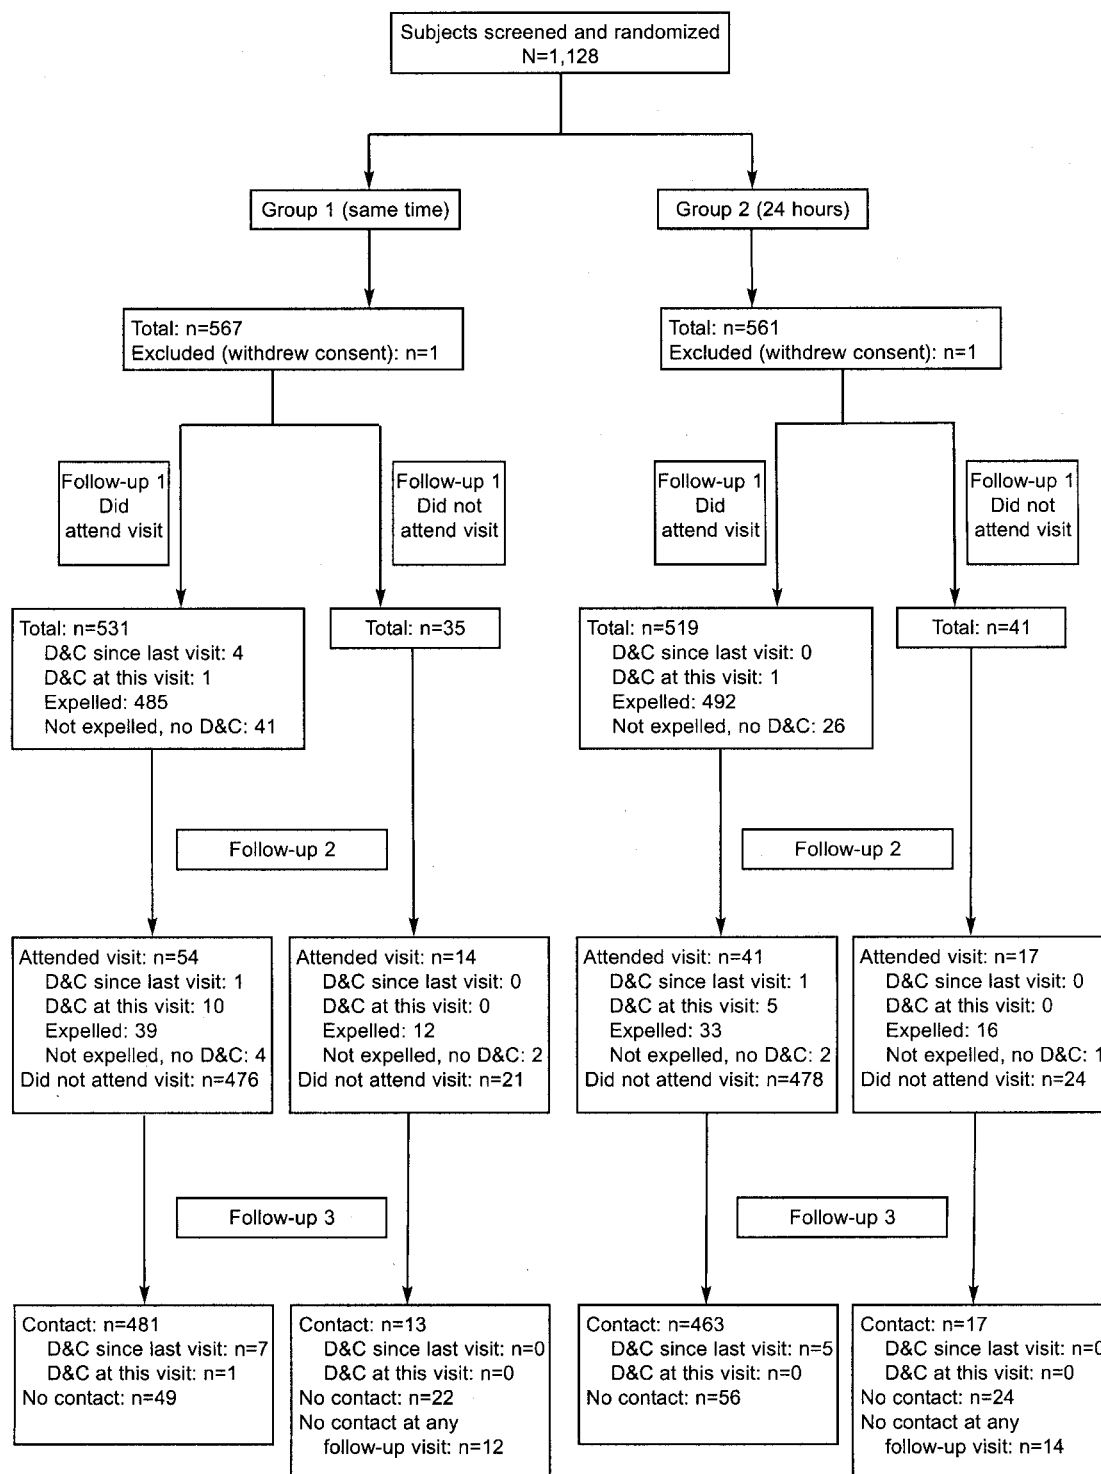 Subjects screened and randomized
N=1,128
Group 1 (same time)
Group 2 (24 hours)
Total: n=567
Excluded (withdrew consent): n=1
Total: n=561
Excluded (withdrew consent): n=1
Follow-up 1
Did
attend visit
Follow-up 1
Did not
attend visit
Follow-up 1
Did
attend visit
Follow-up 1
Did not
attend visit
Total: n=531
D&C since last visit: 4
D&C at this visit: 1
Expelled: 485
Not expelled, no D&C: 41
Total: n=35
Total: n=519
D&C since last visit: 0
D&C at this visit: 1
Expelled: 492
Not expelled, no D&C: 26
Total: n=41
Follow-up 2
Follow-up 2
Attended visit: n=54
D&C since last visit: 1
D&C at this visit: 10
Expelled: 39
Not expelled, no D&C: 4
Did not attend visit: n=476
Attended visit: n=14
D&C since last visit: 0
D&C at this visit: 0
Expelled: 12
Not expelled, no D&C: 2
Did not attend visit: n=21
Attended visit: n=41
D&C since last visit: 1
D&C at this visit: 5
Expelled: 33
Not expelled, no D&C: 2
Did not attend visit: n=478
Attended visit: n=17
D&C since last visit: 0
D&C at this visit: 0
Expelled: 16
Not expelled, no D&C: 1
Did not attend visit: n=24
Follow-up 3
Follow-up 3
Contact: n=481
D&C since last visit: n=7
D&C at this visit: n=1
No contact: n=49
Contact: n=13
D&C since last visit: n=0
D&C at this visit: n=0
No contact: n=22
No contact at any
follow-up visit: n=12
Contact: n=463
D&C since last visit: n=5
D&C at this visit: n=0
No contact: n=56
Contact: n=17
D&C since last visit: n=0
D&C at this visit: n=0
No contact: n=24
No contact at any
follow-up visit: n=14